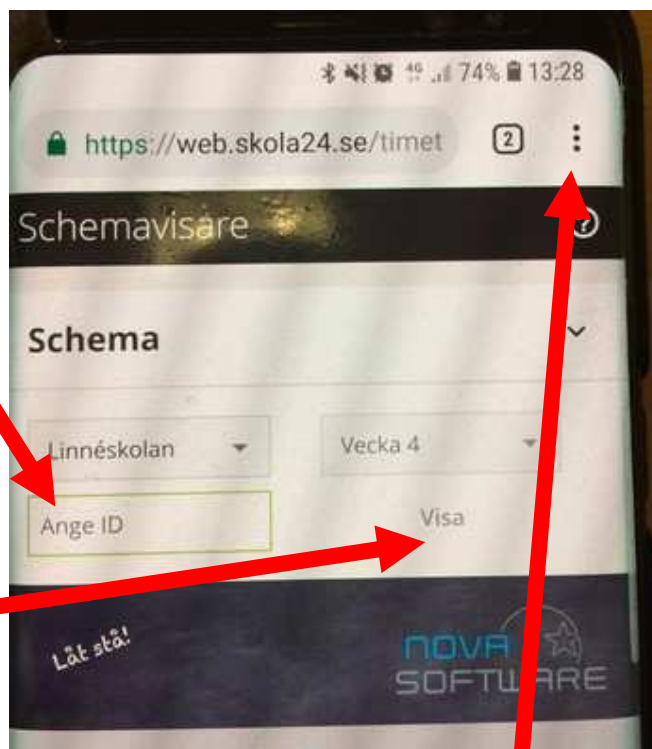 4G 74% 13:28
https://web.skola24.se/timet 2
Schemavisare ?
Schema
Linnéskolan Vecka 4
Ange ID Visa
Låt stå!
NOVA
SOFTWARE